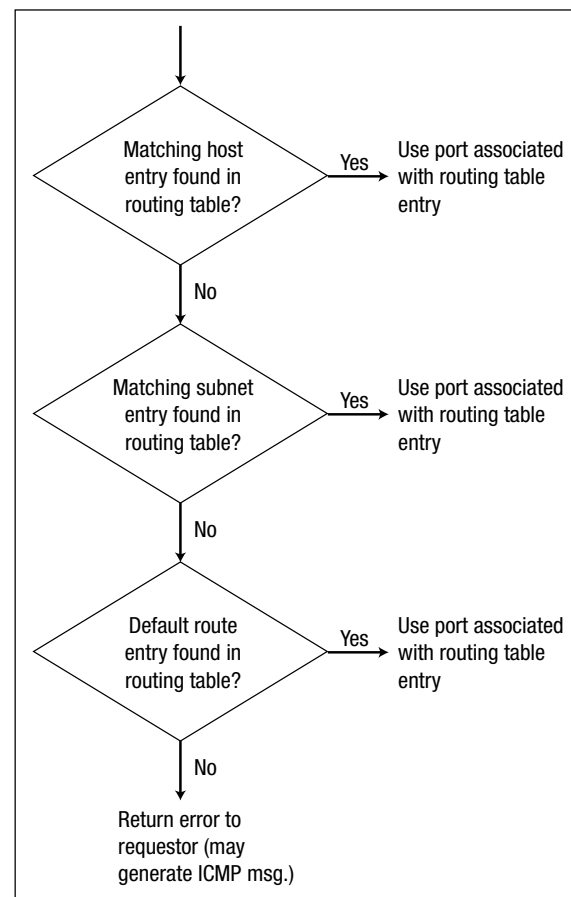 Matching host
entry found in
routing table?
Yes
Use port associated
with routing table
entry
No
Matching subnet
entry found in
routing table?
Yes
Use port associated
with routing table
entry
No
Default route
entry found in
routing table?
Yes
Use port associated
with routing table
entry
No
Return error to
requestor (may
generate ICMP msg.)